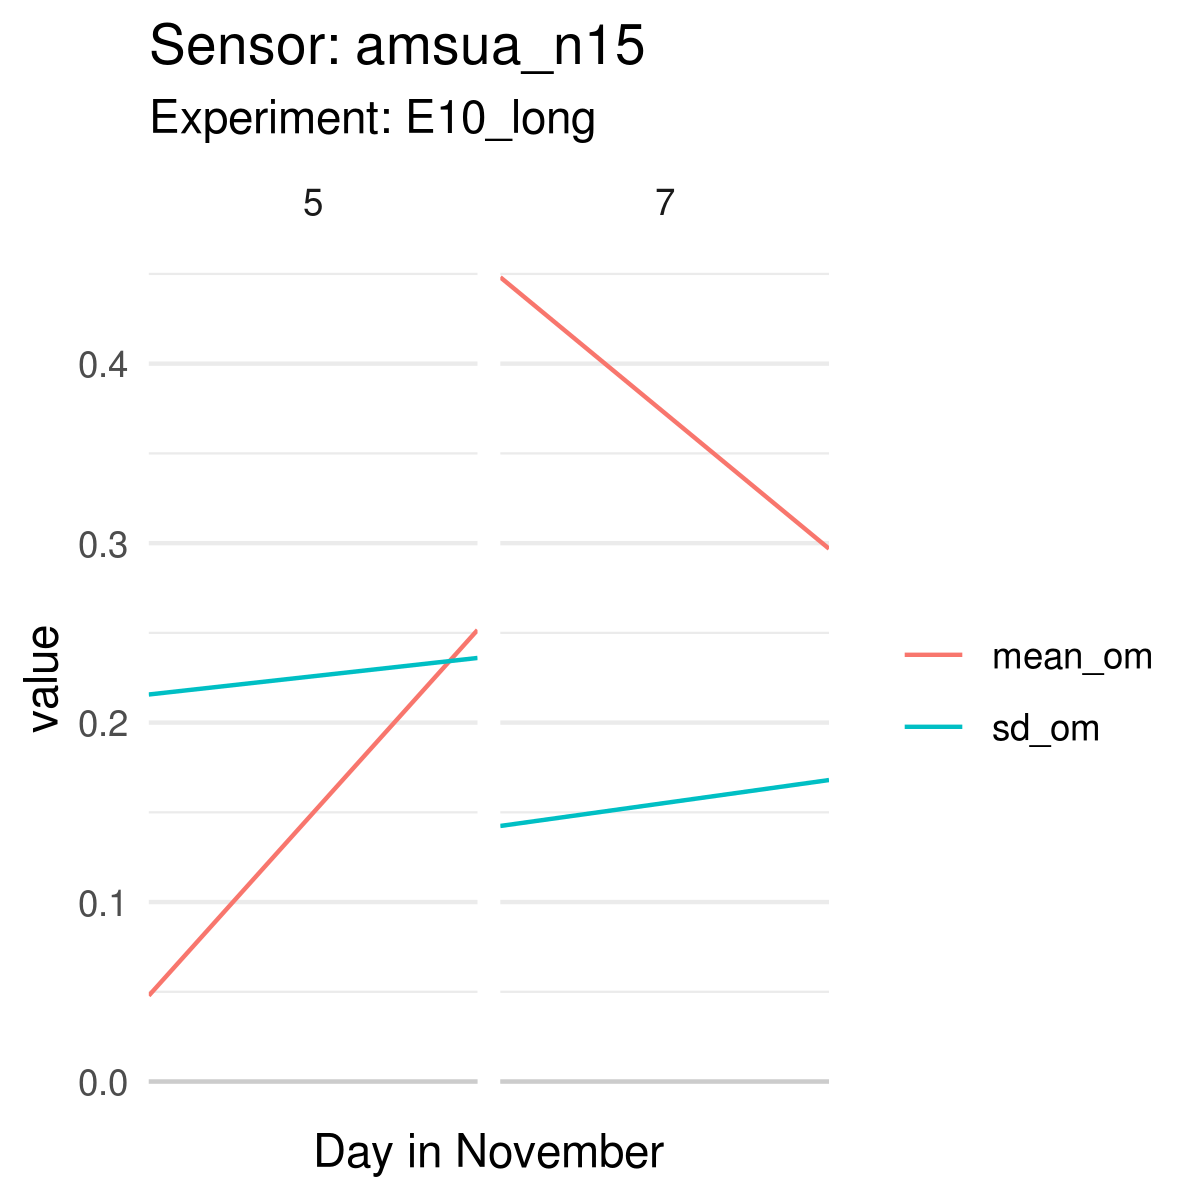 Sensor: amsua_n15
Experiment: E10_long
5 7
0.4
0.3
0.2
0.1
0.0
value
Day in November
mean_om
sd_om